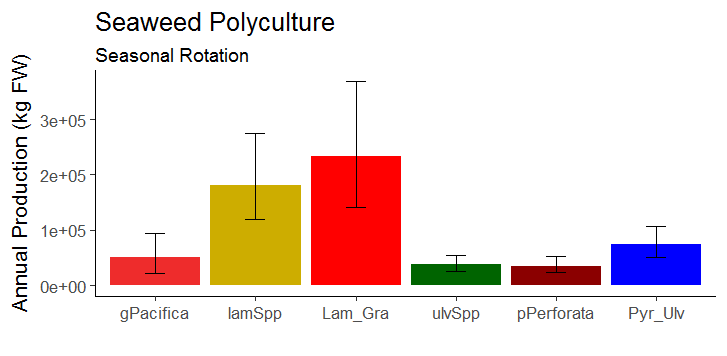 Seaweed Polyculture
Seasonal Rotation
Annual Production (kg FW)
3e+05
2e+05
1e+05
0e+00
gPacifica lamSpp Lam_Gra ulvSpp pPerforata Pyr_Ulv